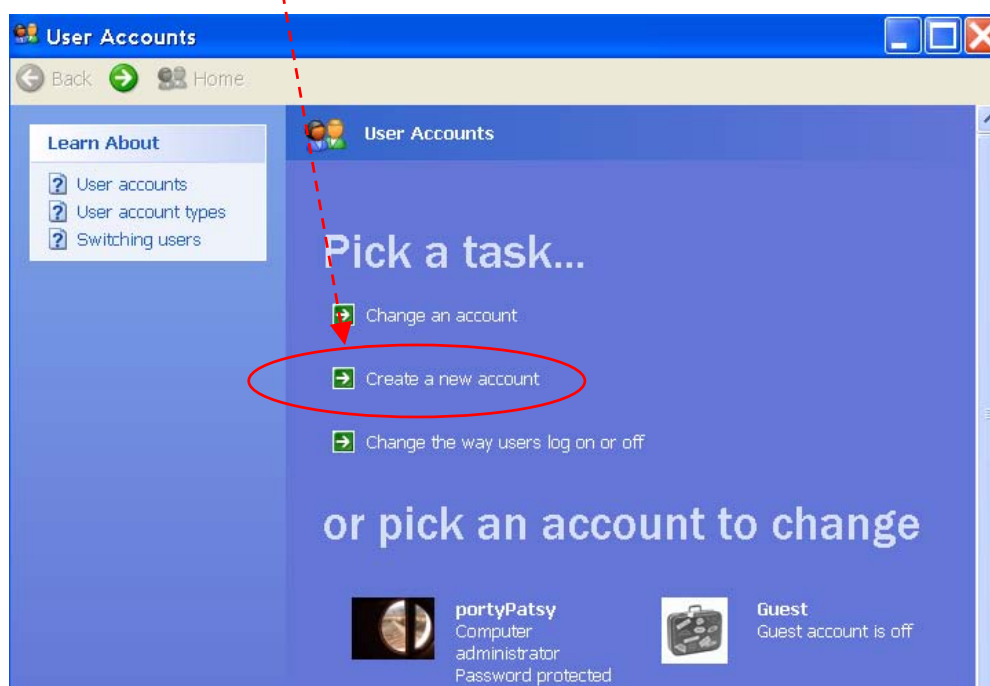 User Accounts
Back Home
Learn About
User accounts
User account types
Switching users
User Accounts
Pick a task...
Change an account
Create a new account
Change the way users log on or off
or pick an account to change
portyPatsy
Computer
administrator
Password protected
Guest
Guest account is off